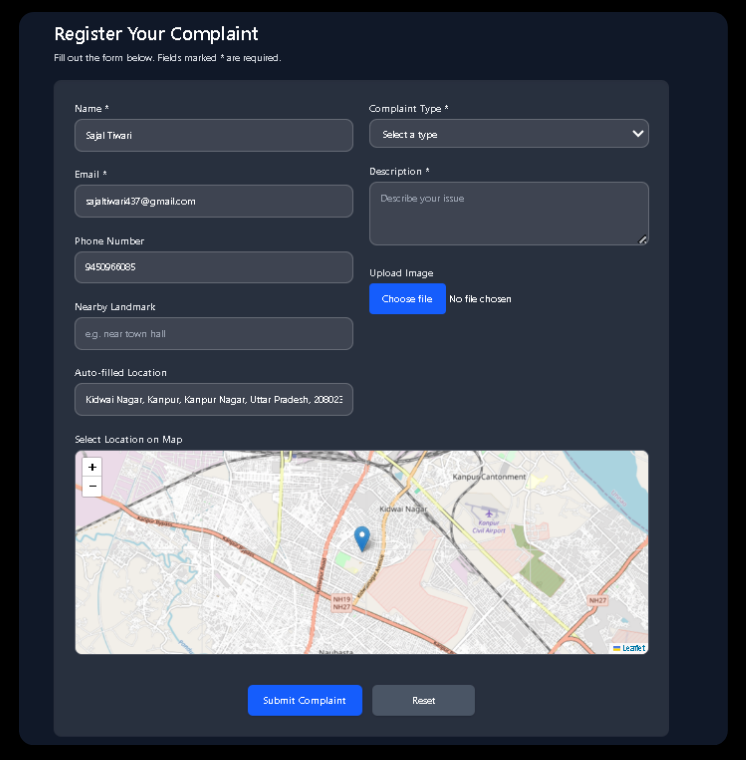 Register Your Complaint
Fill out the form below. Fields marked * are required.
Name *
Sajal Tiwari
Email *
sajaltiwari437@gmail.com
Phone Number
9450966085
Nearby Landmark
e.g. near town hall
Auto-filled Location
Kidwai Nagar, Kanpur, Kanpur Nagar, Uttar Pradesh, 208023
Complaint Type *
Select a type
Description *
Describe your issue
Upload Image
Choose file No file chosen
Select Location on Map
+
−
Kanpur Cantonment
Kidwai Nagar
Kanpur
Civil Airport
NH19
NH27
NH27
Naubasta
Leaflet
Submit Complaint
Reset